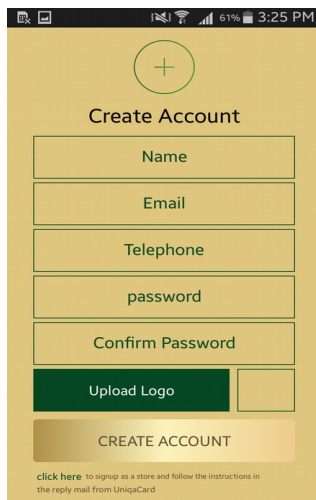 61% 3:25 PM
Create Account
Name
Email
Telephone
password
Confirm Password
Upload Logo
CREATE ACCOUNT
click here to signup as a store and follow the instructions in
the reply mail from UniqaCard